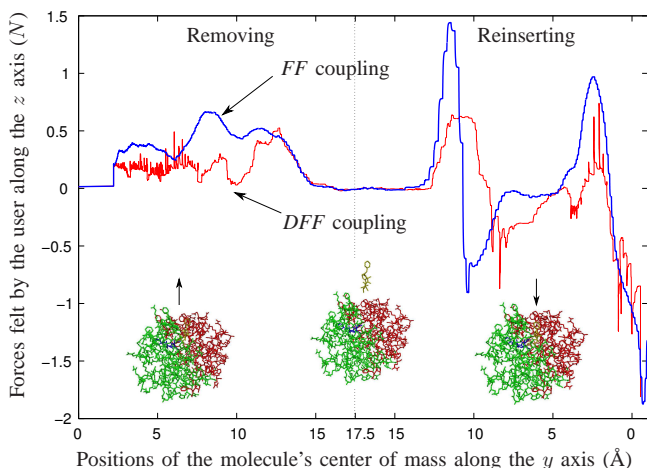 Forces felt by the user along the z axis (N)
1.5
1
0.5
0
−0.5
−1
−1.5
−2
Removing
Reinserting
FF coupling
DFF coupling
0 5 10 15 17.5 15 10 5 0
Positions of the molecule's center of mass along the y axis (Å)